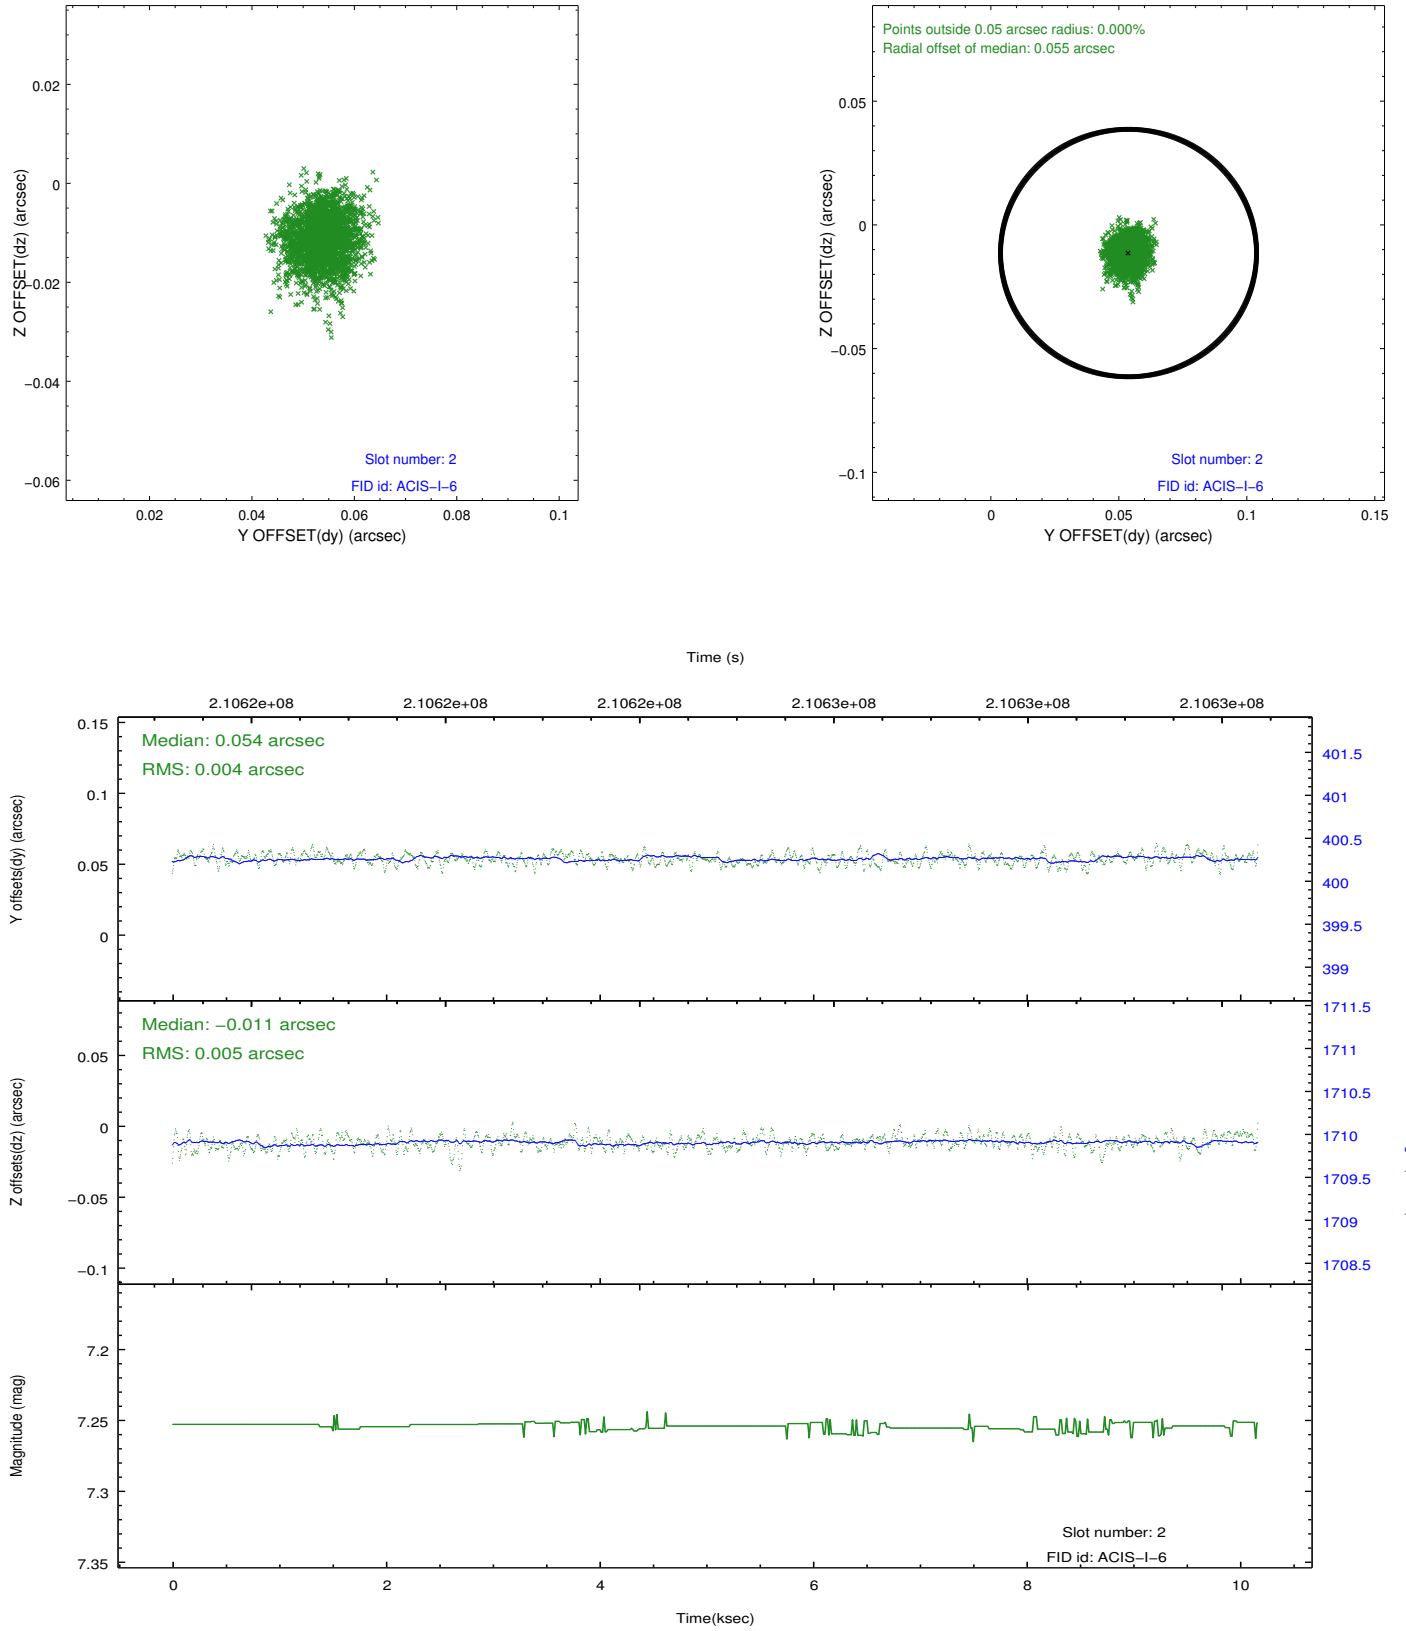 0.02
0
−0.02
−0.04
−0.06
Z OFFSET(dz) (arcsec)
Slot number: 2
FID id: ACIS−I−6
0.02 0.04 0.06 0.08 0.1
Y OFFSET(dy) (arcsec)
Points outside 0.05 arcsec radius: 0.000%
Radial offset of median: 0.055 arcsec
0.05
0
−0.05
−0.1
Z OFFSET(dz) (arcsec)
Slot number: 2
FID id: ACIS−I−6
0 0.05 0.1 0.15
Y OFFSET(dy) (arcsec)
Time (s)
2.1062e+08 2.1062e+08 2.1062e+08 2.1063e+08 2.1063e+08 2.1063e+08
Median: 0.054 arcsec
RMS: 0.004 arcsec
0.15
0.1
0.05
0
Y offsets(dy) (arcsec)
401.5
401
400.5
400
399.5
399
Median: −0.011 arcsec
RMS: 0.005 arcsec
0.05
0
−0.05
−0.1
Z offsets(dz) (arcsec)
1711.5
1711
1710.5
1710
1709.5
1709
1708.5
7.2
7.25
7.3
7.35
Magnitude (mag)
Slot number: 2
FID id: ACIS−I−6
0 2 4 6 8 10
Time(ksec)